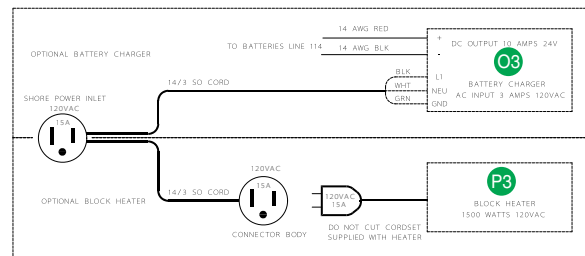 14 AWG RED
+
DC OUTPUT 10 AMPS 24V
OPTIONAL BATTERY CHARGER
TO BATTERIES LINE 114
14 AWG BLK
-
O3
BLK
L1
BATTERY CHARGER
14/3 SO CORD
WHT
NEU
AC INPUT 3 AMPS 120VAC
GRN
GND
SHORE POWER INLET
120VAC
15A
120VAC
15A
OPTIONAL BLOCK HEATER
14/3 SO CORD
CONNECTOR BODY
120VAC
15A
DO NOT CUT CORDSET
SUPPLIED WITH HEATER
P3
BLOCK HEATER
1500 WATTS 120VAC